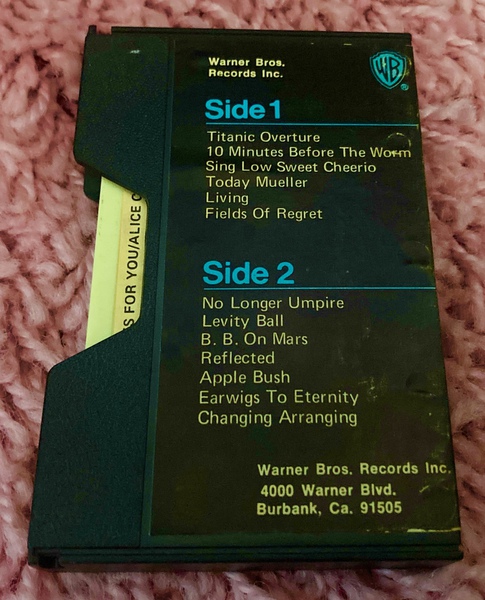 Warner Bros.
Records Inc.
WB
®
Side 1
Titanic Overture
10 Minutes Before The Worm
Sing Low Sweet Cheerio
Today Mueller
Living
Fields Of Regret
S FOR YOU/ALICE C
Side 2
No Longer Umpire
Levity Ball
B. B. On Mars
Reflected
Apple Bush
Earwigs To Eternity
Changing Arranging
Warner Bros. Records Inc.
4000 Warner Blvd.
Burbank, Ca. 91505